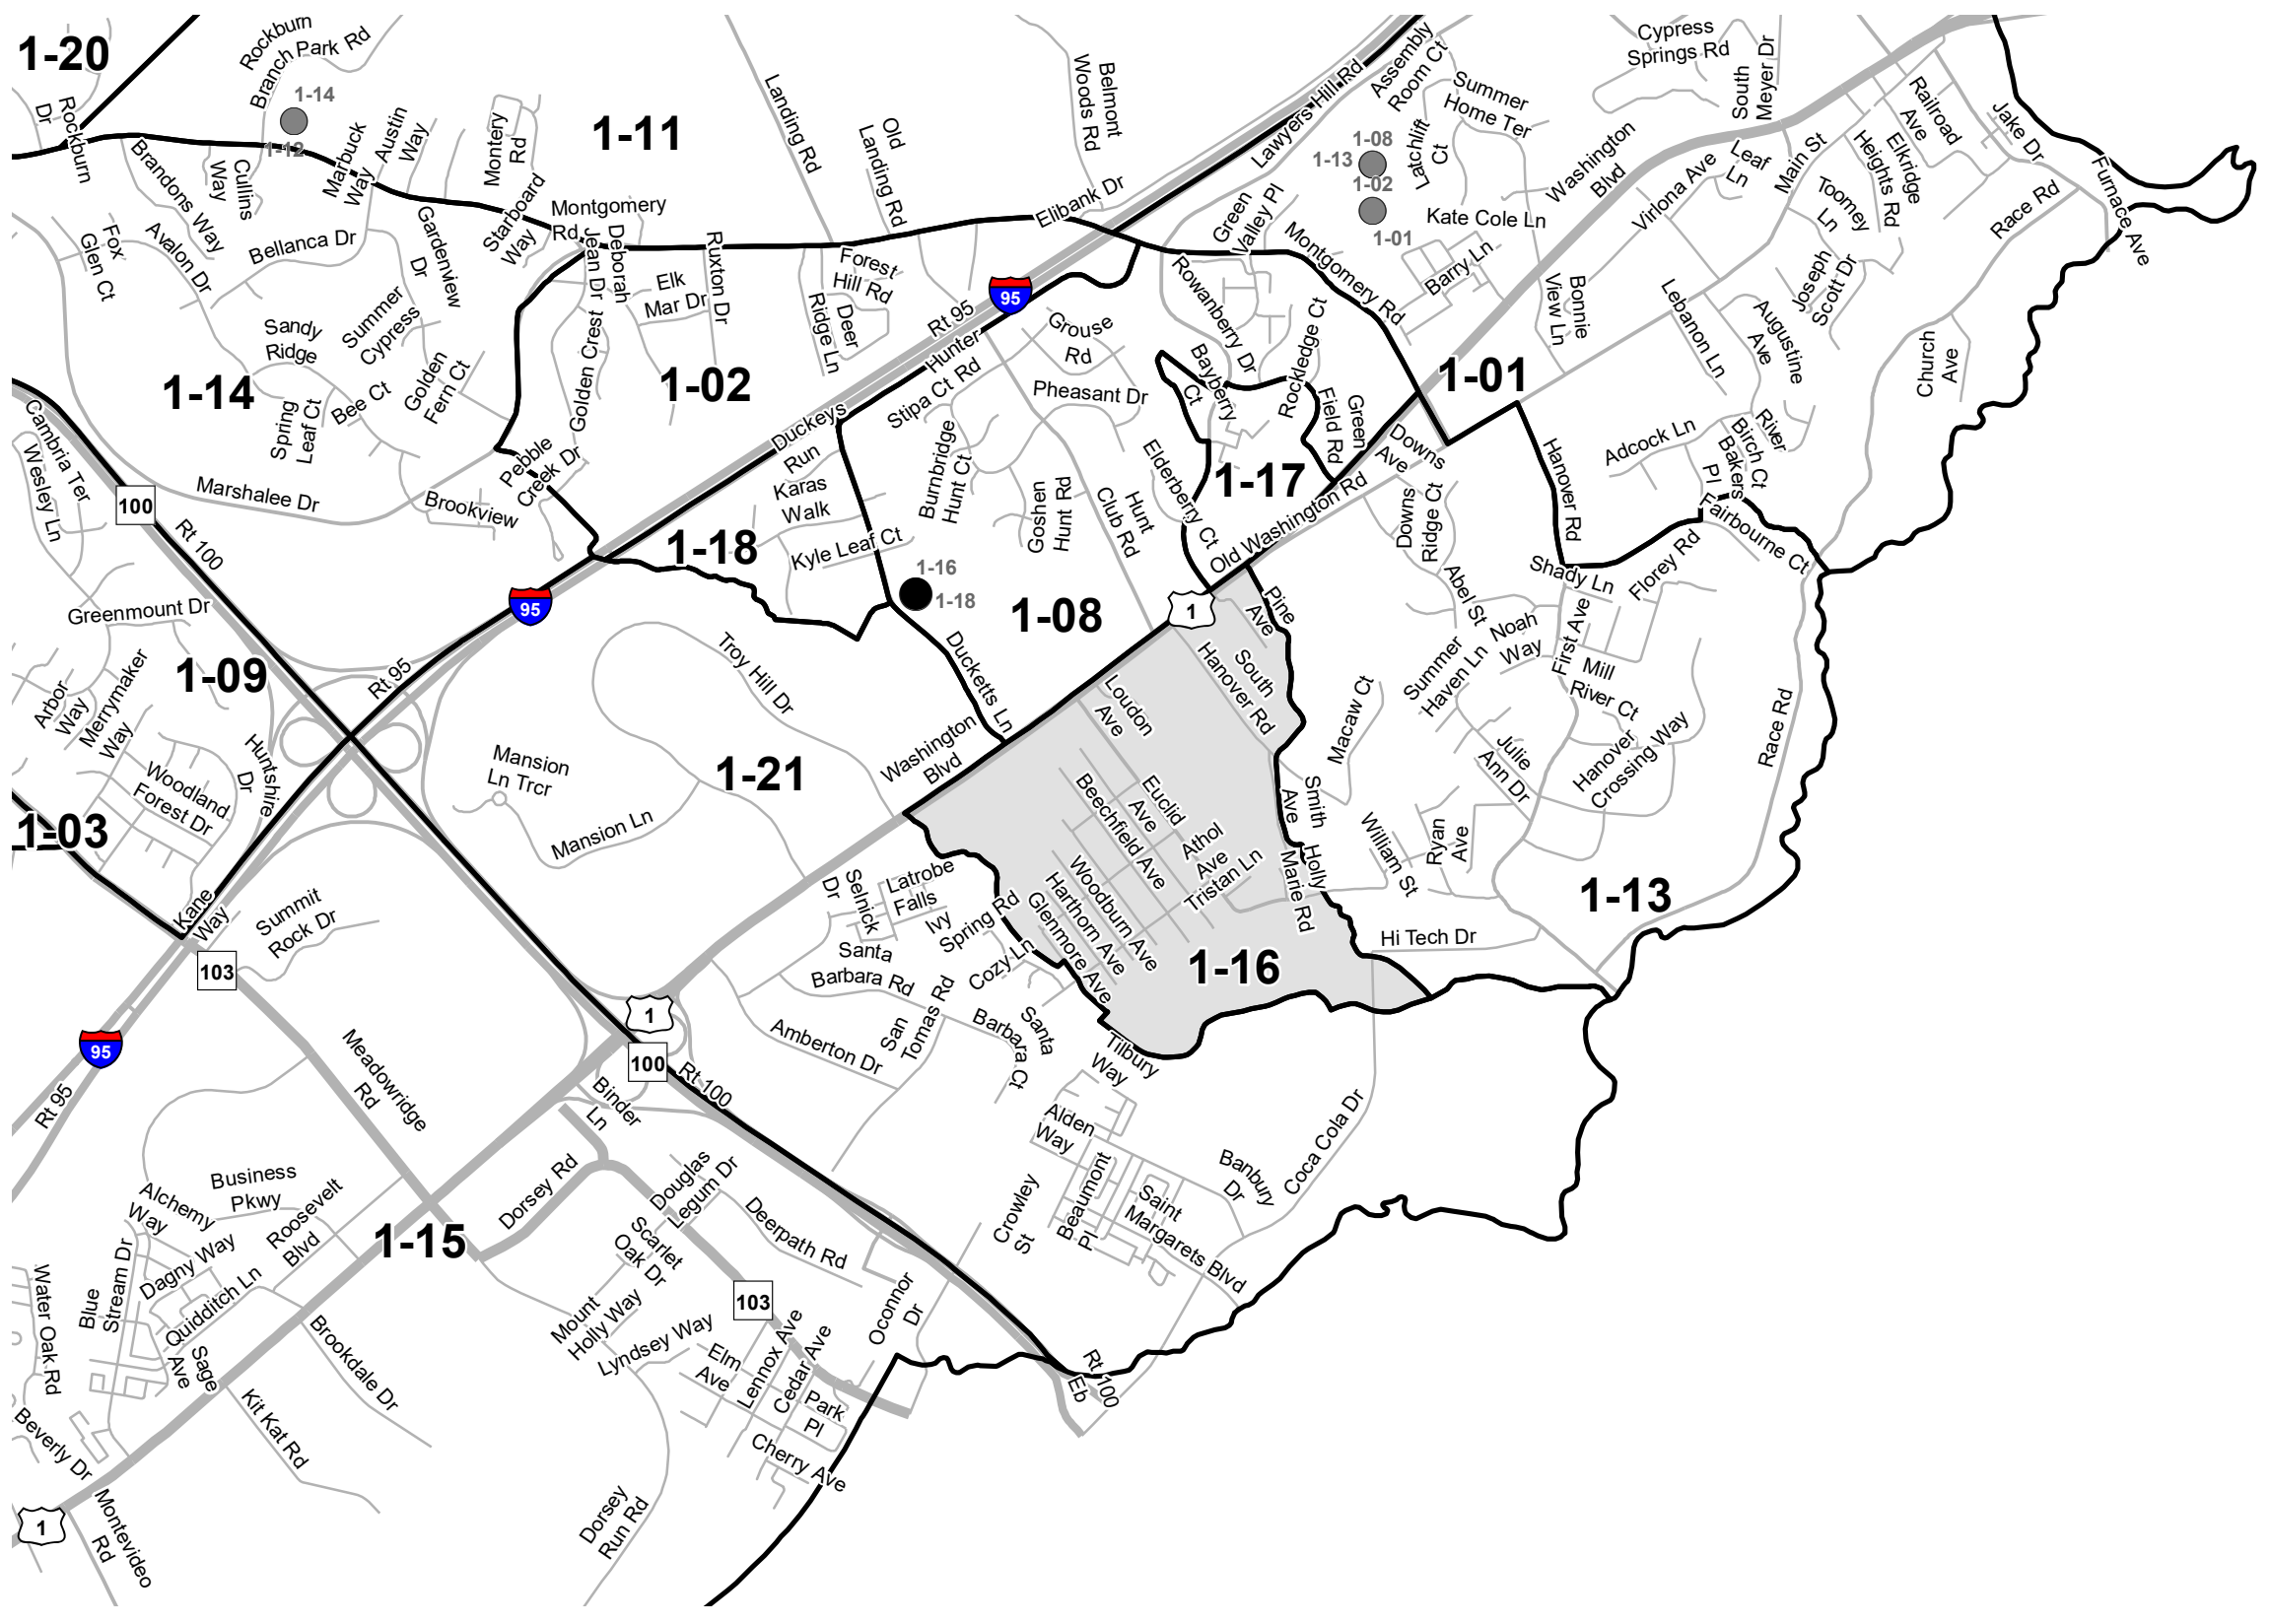 1-20
Rockburn
Branch Park Rd
Rockburn
Dr
1-14
1-12
Brandons Way
Cullins
Way
Marbuck
Way
Austin
Way
Montery
Rd
1-11
Landing Rd
Old
Landing Rd
Belmont
Woods Rd
Elibank Dr
Lawyers Hill Rd
Assembly
Room Ct
Summer
Home Ter
Latchlift
Ct
1-08
1-13
1-02
1-01
Kate Cole Ln
Cypress
Springs Rd
South
Meyer Dr
Washington
Blvd
Virlona Ave
Leaf
Ln
Main St
Toomey
Ln
Elkridge
Heights Rd
Railroad
Ave
Jake Dr
Race Rd
Furnace Ave
Fox
Glen Ct
Avalon Dr
Bellanca Dr
Gardenview
Dr
Starboard
Way
Montgomery
Rd
Jean Dr
Deborah
Elk
Mar Dr
Ruxton Dr
Forest
Hill Rd
Deer
Ridge Ln
Rt 95
95
Green
Valley Pl
Montgomery Rd
Rowanberry Dr
Barry Ln
Bonnie
View Ln
Lebanon Ln
Augustine
Ave
Joseph
Scott Dr
Church
Ave
Sandy
Ridge
Summer
Cypress
Golden
Fern Ct
Bee Ct
Spring
Leaf Ct
1-14
Golden Crest
1-02
Duckeys
Run
Hunter
Stipa Ct Rd
Grouse
Rd
Pheasant Dr
Bayberry
Ct
Rockledge Ct
Green
Field Rd
1-01
1-17
Downs
Ave
Old Washington Rd
Hanover Rd
Adcock Ln
River
Birch Ct
Bakers
Pl
Fairbourne Ct
Cambria Ter
Wesley Ln
100
Rt 100
Marshalee Dr
Brookview
Pebble
Creek Dr
Karas
Walk
Kyle Leaf Ct
1-18
Burnbridge
Hunt Ct
Goshen
Hunt Rd
Hunt
Club Rd
Elderberry Ct
Downs
Ridge Ct
1-16
1-18
1-08
1
95
Abel St
Shady Ln
Florey Rd
Pine
Ave
First Ave
Noah
Way
Summer
Haven Ln
Mill
River Ct
Greenmount Dr
1-09
Rt 95
Arbor
Way
Merrymaker
Way
Huntshire
Dr
Woodland
Forest Dr
1-03
Kane
Way
Troy Hill Dr
Ducketts Ln
Washington
Blvd
Mansion
Ln Trcr
Mansion Ln
1-21
South
Hanover Rd
Loudon
Ave
Macaw Ct
Julie
Ann Dr
Hanover
Crossing Way
Race Rd
Euclid
Ave
Beechfield Ave
Athol
Ave
Tristan Ln
Smith
Ave
Holly
Marie Rd
William St
Ryan
Ave
1-13
Hi Tech Dr
Woodburn Ave
Harthorn Ave
Glenmore Ave
1-16
Selnick
Dr
Latrobe
Falls
Ivy
Spring Rd
Cozy Ln
Santa
Barbara Rd
San
Tomas Rd
Amberton Dr
Santa
Barbara Ct
Tilbury
Way
Summit
Rock Dr
103
95
Rt 95
Meadowridge
Rd
1
100
Rt 100
Binder
Ln
Alden
Way
Beaumont
Pl
Crowley
St
Saint
Margarets Blvd
Banbury
Dr
Coca Cola Dr
Business
Pkwy
Alchemy
Way
Roosevelt
Blvd
Dagny Way
Quidditch Ln
Blue
Stream Dr
Water Oak Rd
Sage
Ave
1-15
Dorsey Rd
Douglas
Legum Dr
Scarlet
Oak Dr
Deerpath Rd
Mount
Holly Way
103
Lyndsey Way
Elm
Ave
Lennox Ave
Cedar Ave
Oconnor
Dr
Park
Pl
Cherry Ave
Rt 100
Eb
Brookdale Dr
Kit Kat Rd
Beverly Dr
1
Montevideo
Rd
Dorsey
Run Rd